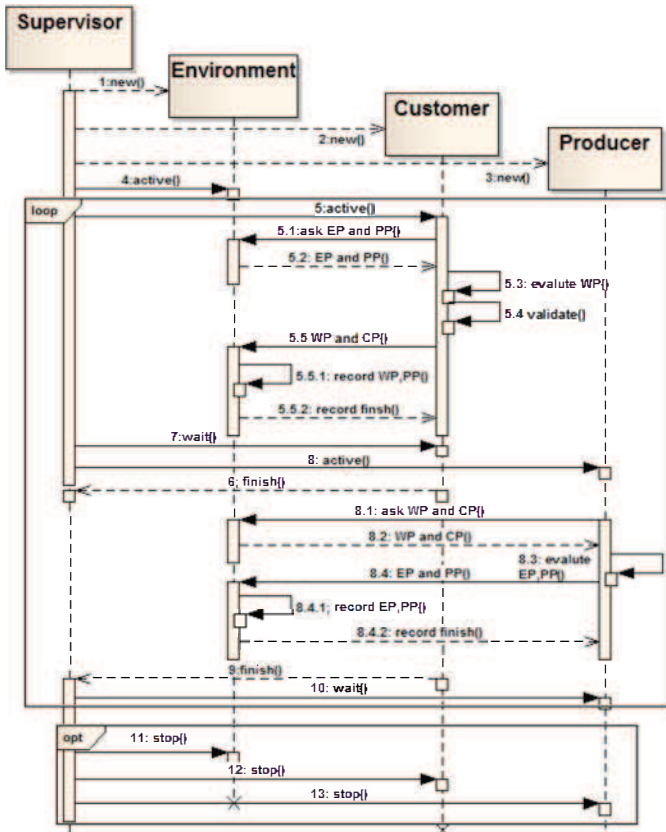 Supervisor
Environment
Customer
Producer
1:new()
2:new()
3:new()
4:active()
loop
5:active()
5.1:ask EP and PP()
5.2: EP and PP()
5.3: evalute WP()
5.4 validate()
5.5 WP and CP()
5.5.1: record WP,PP()
5.5.2: record finsh()
7:wait()
8: active()
6: finish()
8.1: ask WP and CP()
8.2: WP and CP()
8.3: evalute
EP,PP()
8.4: EP and PP()
8.4.1; record EP,PP()
8.4.2: record finish()
9:finish()
10: wait()
opt
11: stop()
12: stop()
13: stop()